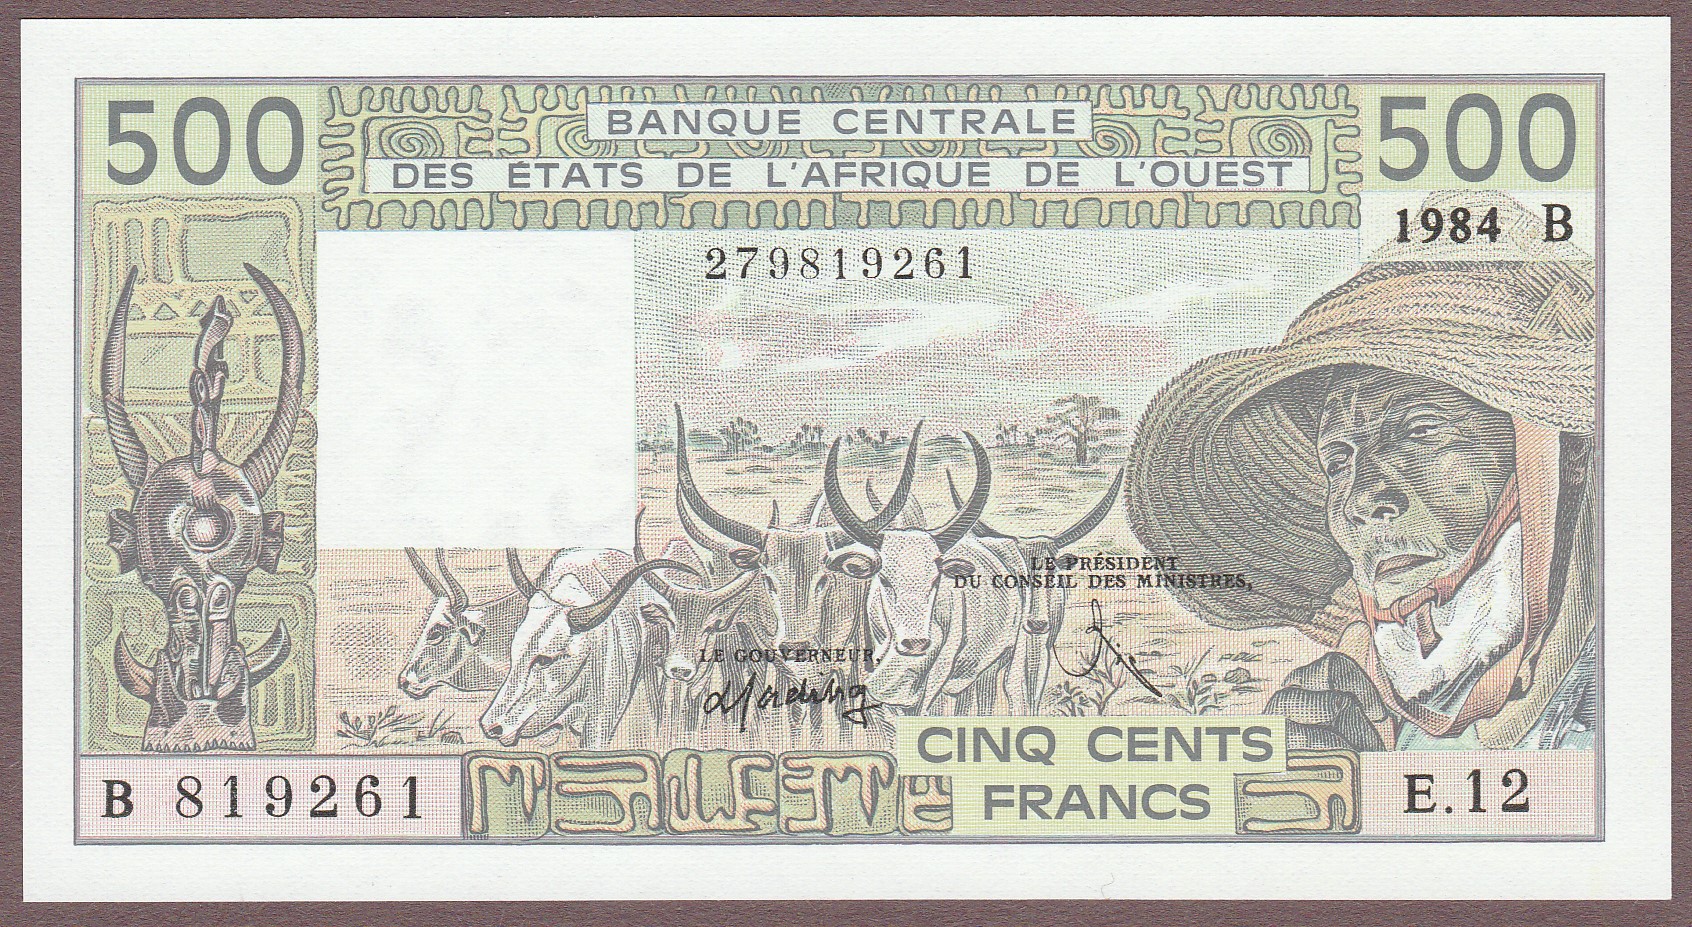 500
BANQUE CENTRALE
DES ÉTATS DE L'AFRIQUE DE L'OUEST
500
1984 B
279819261
LE PRÉSIDENT
DU CONSEIL DES MINISTRES,
LE GOUVERNEUR,
CINQ CENTS
FRANCS
B 819261
E.12